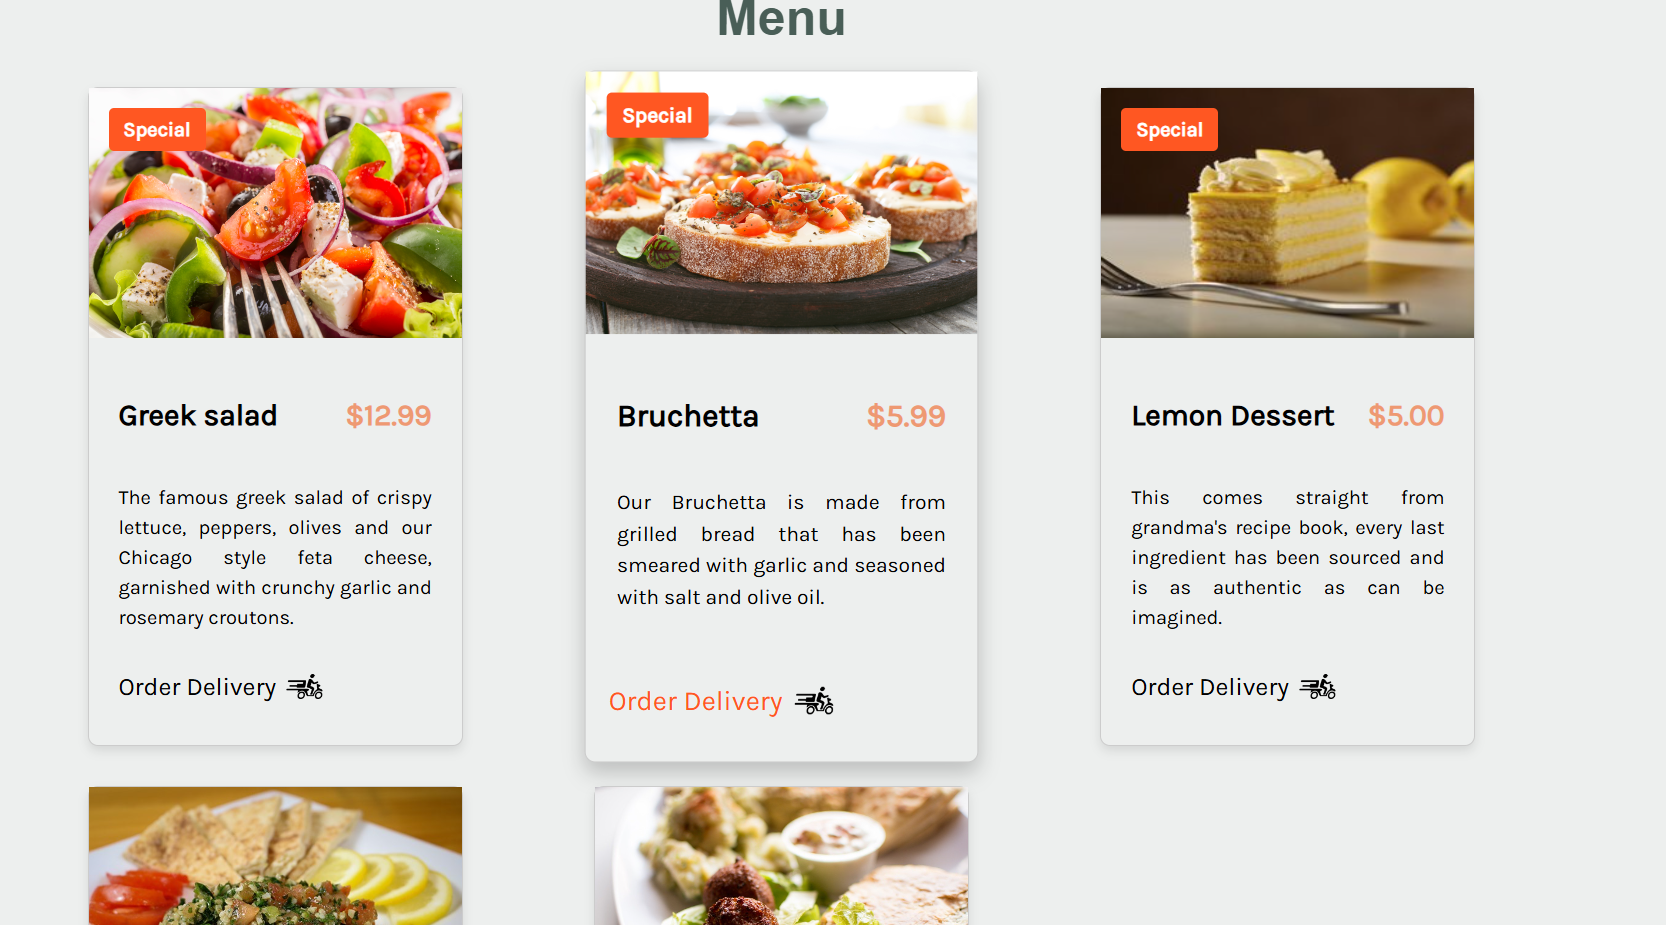 Menu
Special
Greek salad $12.99
The famous greek salad of crispy
lettuce, peppers, olives and our
Chicago style feta cheese,
garnished with crunchy garlic and
rosemary croutons.
Order Delivery
Special
Bruchetta $5.99
Our Bruchetta is made from
grilled bread that has been
smeared with garlic and seasoned
with salt and olive oil.
Order Delivery
Special
Lemon Dessert $5.00
This comes straight from
grandma's recipe book, every last
ingredient has been sourced and
is as authentic as can be
imagined.
Order Delivery